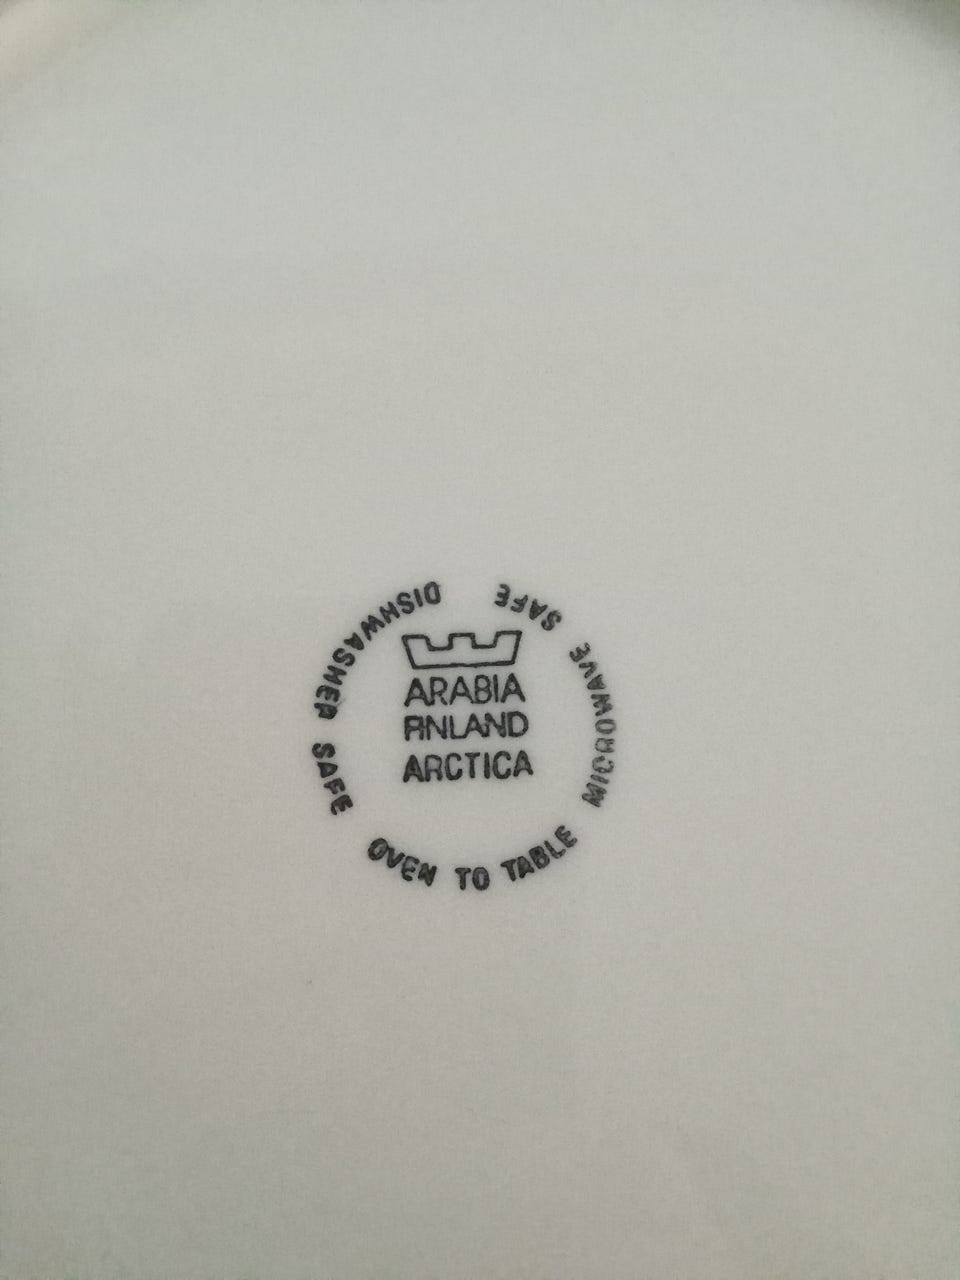 ARABIA
FINLAND
ARCTICA
DISHWASHER SAFE OVEN TO TABLE MICROWAVE SAFE